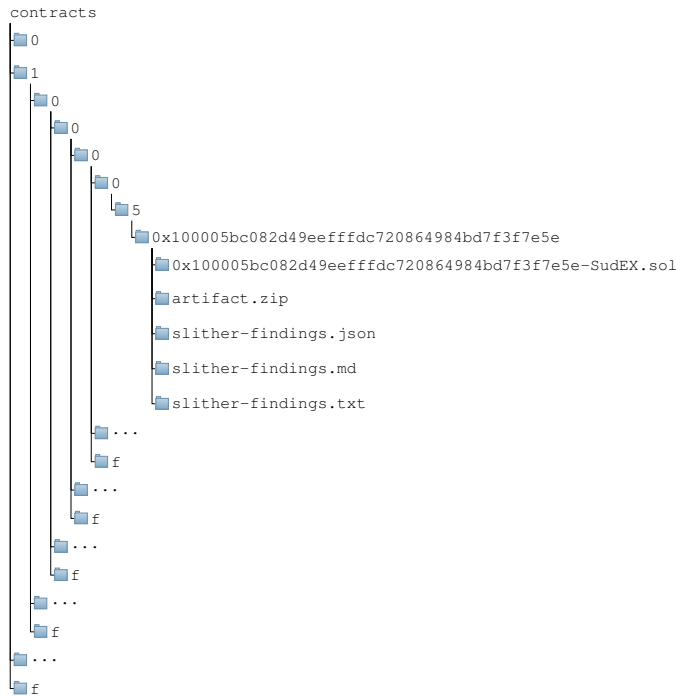 contracts
0
1
0
0
0
0
5
0x100005bc082d49eefffdc720864984bd7f3f7e5e
0x100005bc082d49eefffdc720864984bd7f3f7e5e-SudEX.sol
artifact.zip
slither-findings.json
slither-findings.md
slither-findings.txt
...
f
...
f
...
f
...
f
...
f